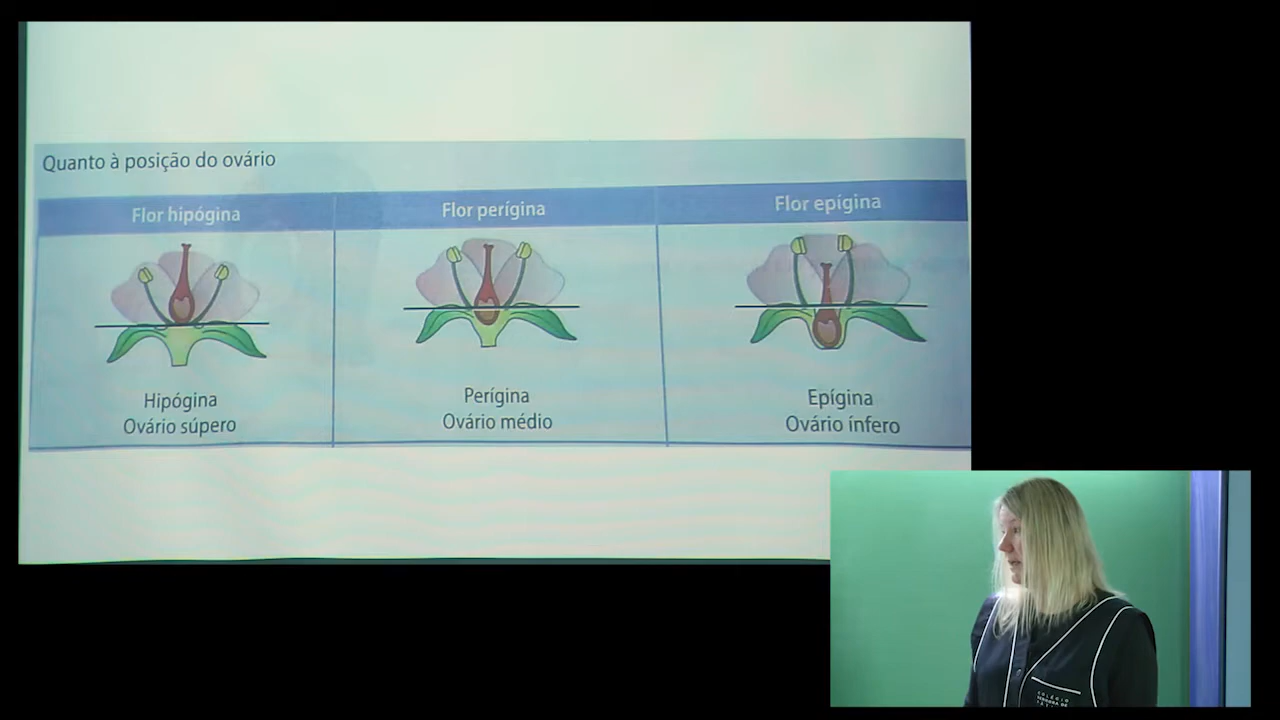 Quanto à posição do ovário
Flor hipógina
Flor perígina
Flor epígina
Hipógina
Ovário súpero
Perígina
Ovário médio
Epígina
Ovário ínfero
COLÉGIO